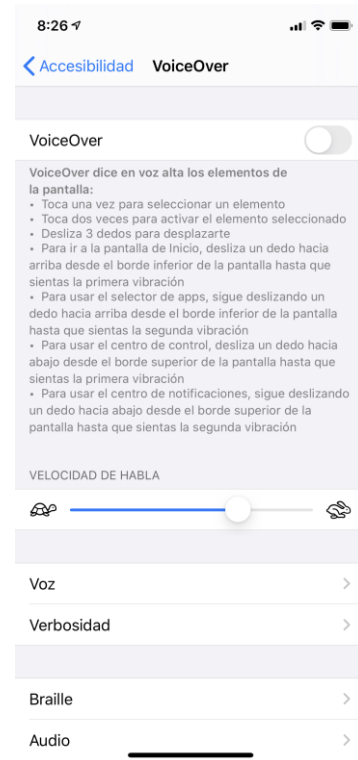 8:26
Accesibilidad VoiceOver
VoiceOver
VoiceOver dice en voz alta los elementos de
la pantalla:
• Toca una vez para seleccionar un elemento
• Toca dos veces para activar el elemento seleccionado
• Desliza 3 dedos para desplazarte
• Para ir a la pantalla de Inicio, desliza un dedo hacia
arriba desde el borde inferior de la pantalla hasta que
sientas la primera vibración
• Para usar el selector de apps, sigue deslizando un
dedo hacia arriba desde el borde inferior de la pantalla
hasta que sientas la segunda vibración
• Para usar el centro de control, desliza un dedo hacia
abajo desde el borde superior de la pantalla hasta que
sientas la primera vibración
• Para usar el centro de notificaciones, sigue deslizando
un dedo hacia abajo desde el borde superior de la
pantalla hasta que sientas la segunda vibración
VELOCIDAD DE HABLA
Voz
Verbosidad
Braille
Audio